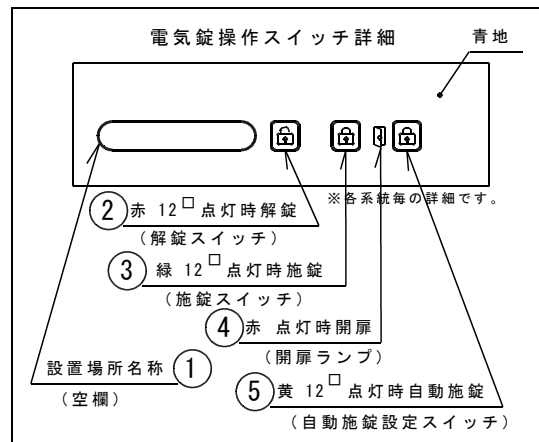 電気錠操作スイッチ詳細
青地
※各系統毎の詳細です。
② 赤 12□ 点灯時解錠
(解錠スイッチ)
③ 緑 12□ 点灯時施錠
(施錠スイッチ)
④ 赤 点灯時開扉
(開扉ランプ)
設置場所名称 ①
(空欄)
⑤ 黄 12□ 点灯時自動施錠
(自動施錠設定スイッチ)